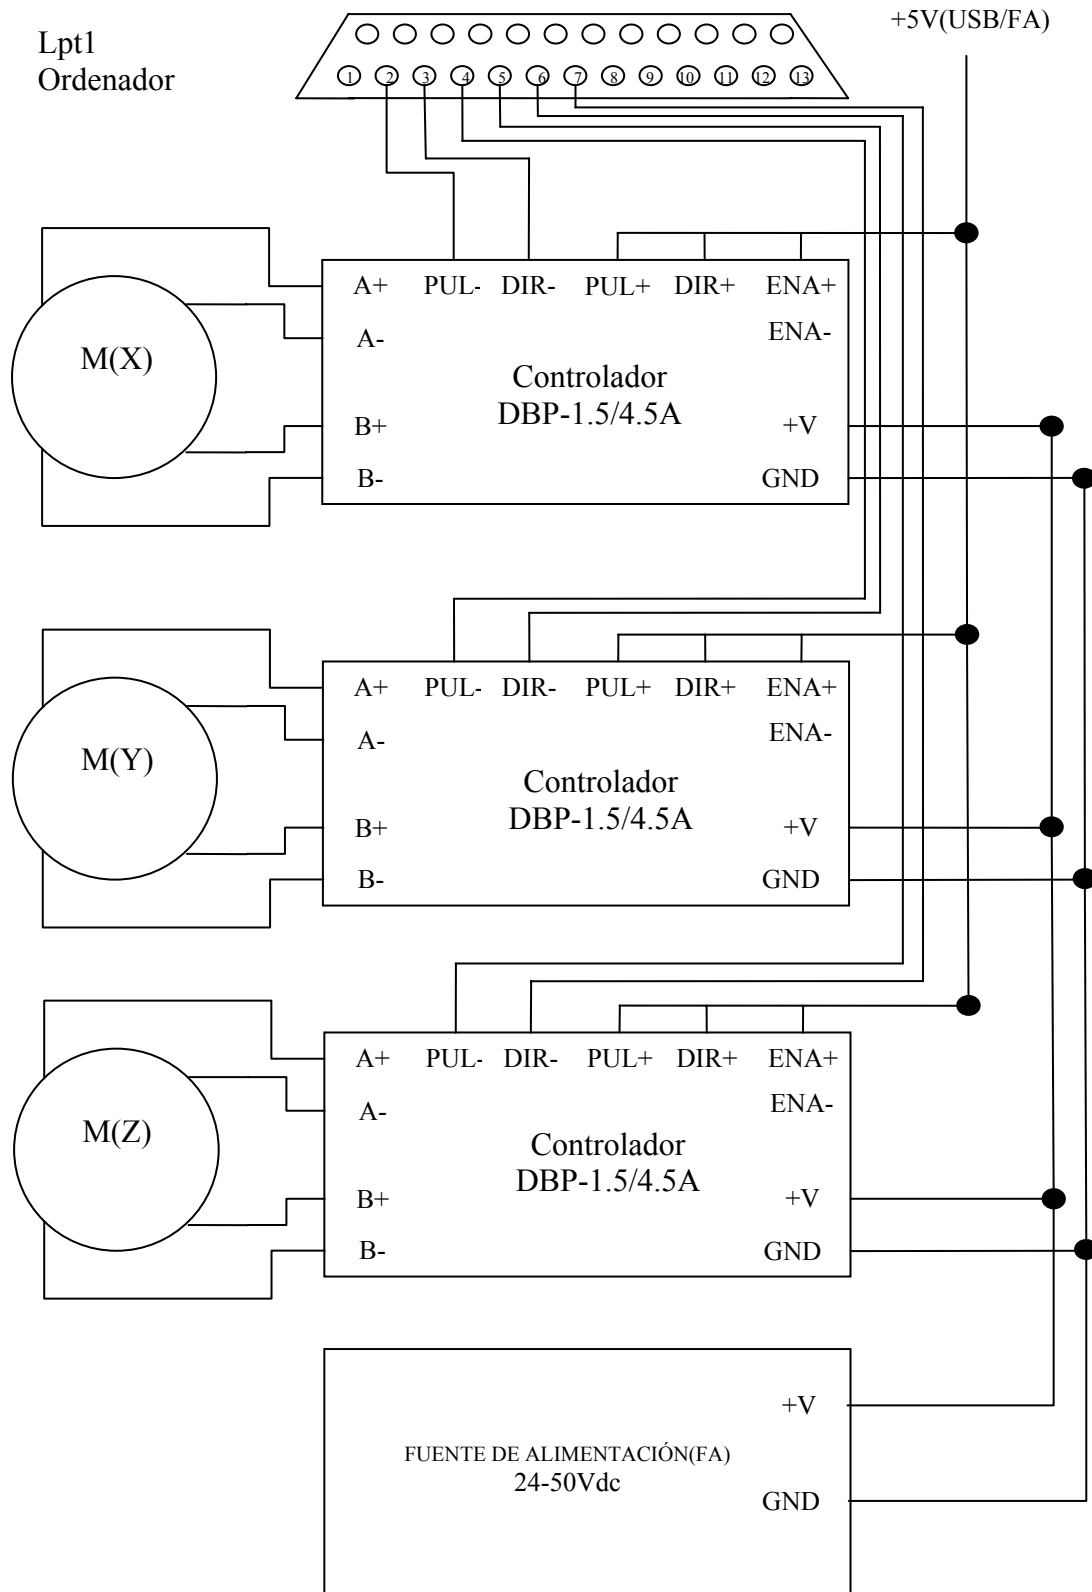 +5V(USB/FA)
Lpt1
Ordenador
1 2 3 4 5 6 7 8 9 10 11 12 13
A+ PUL- DIR- PUL+ DIR+ ENA+
ENA-
A-
M(X)
Controlador
DBP-1.5/4.5A
B+ +V
B- GND
A+ PUL- DIR- PUL+ DIR+ ENA+
ENA-
A-
M(Y)
Controlador
DBP-1.5/4.5A
B+ +V
B- GND
A+ PUL- DIR- PUL+ DIR+ ENA+
ENA-
A-
M(Z)
Controlador
DBP-1.5/4.5A
B+ +V
B- GND
+V
FUENTE DE ALIMENTACIÓN(FA)
24-50Vdc
GND